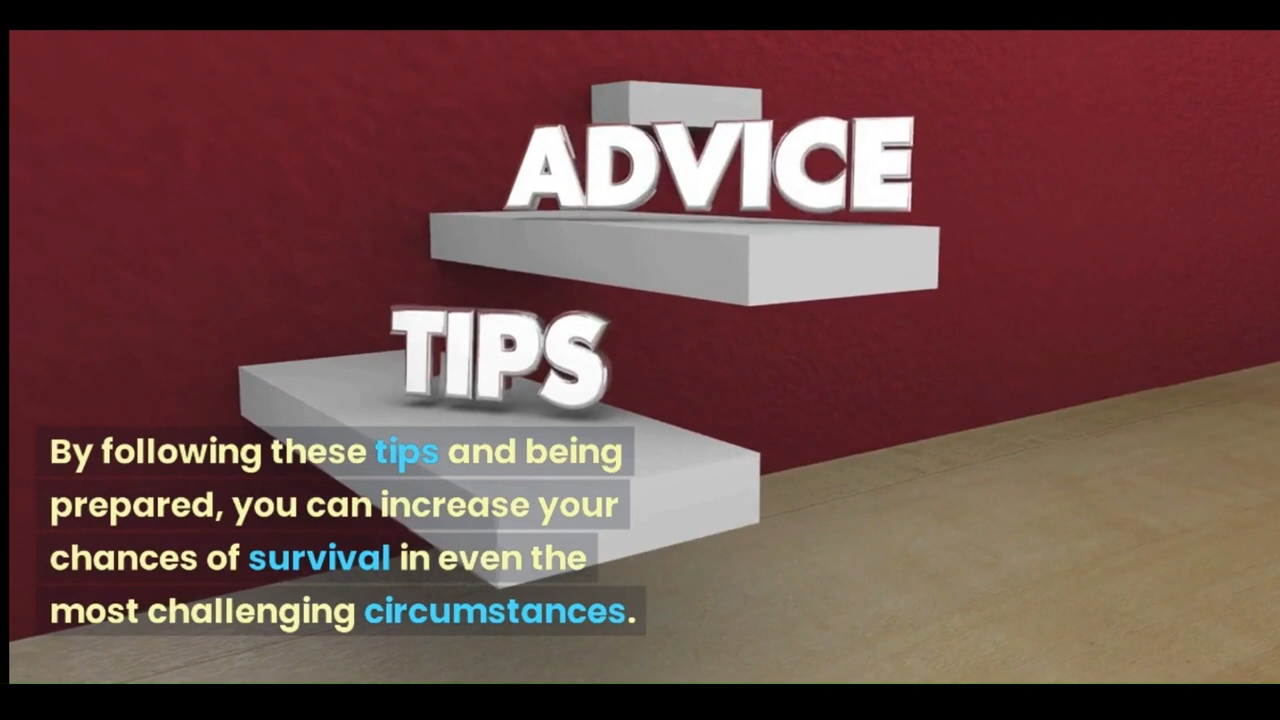 ADVICE
TIPS
By following these tips and being
prepared, you can increase your
chances of survival in even the
most challenging circumstances.